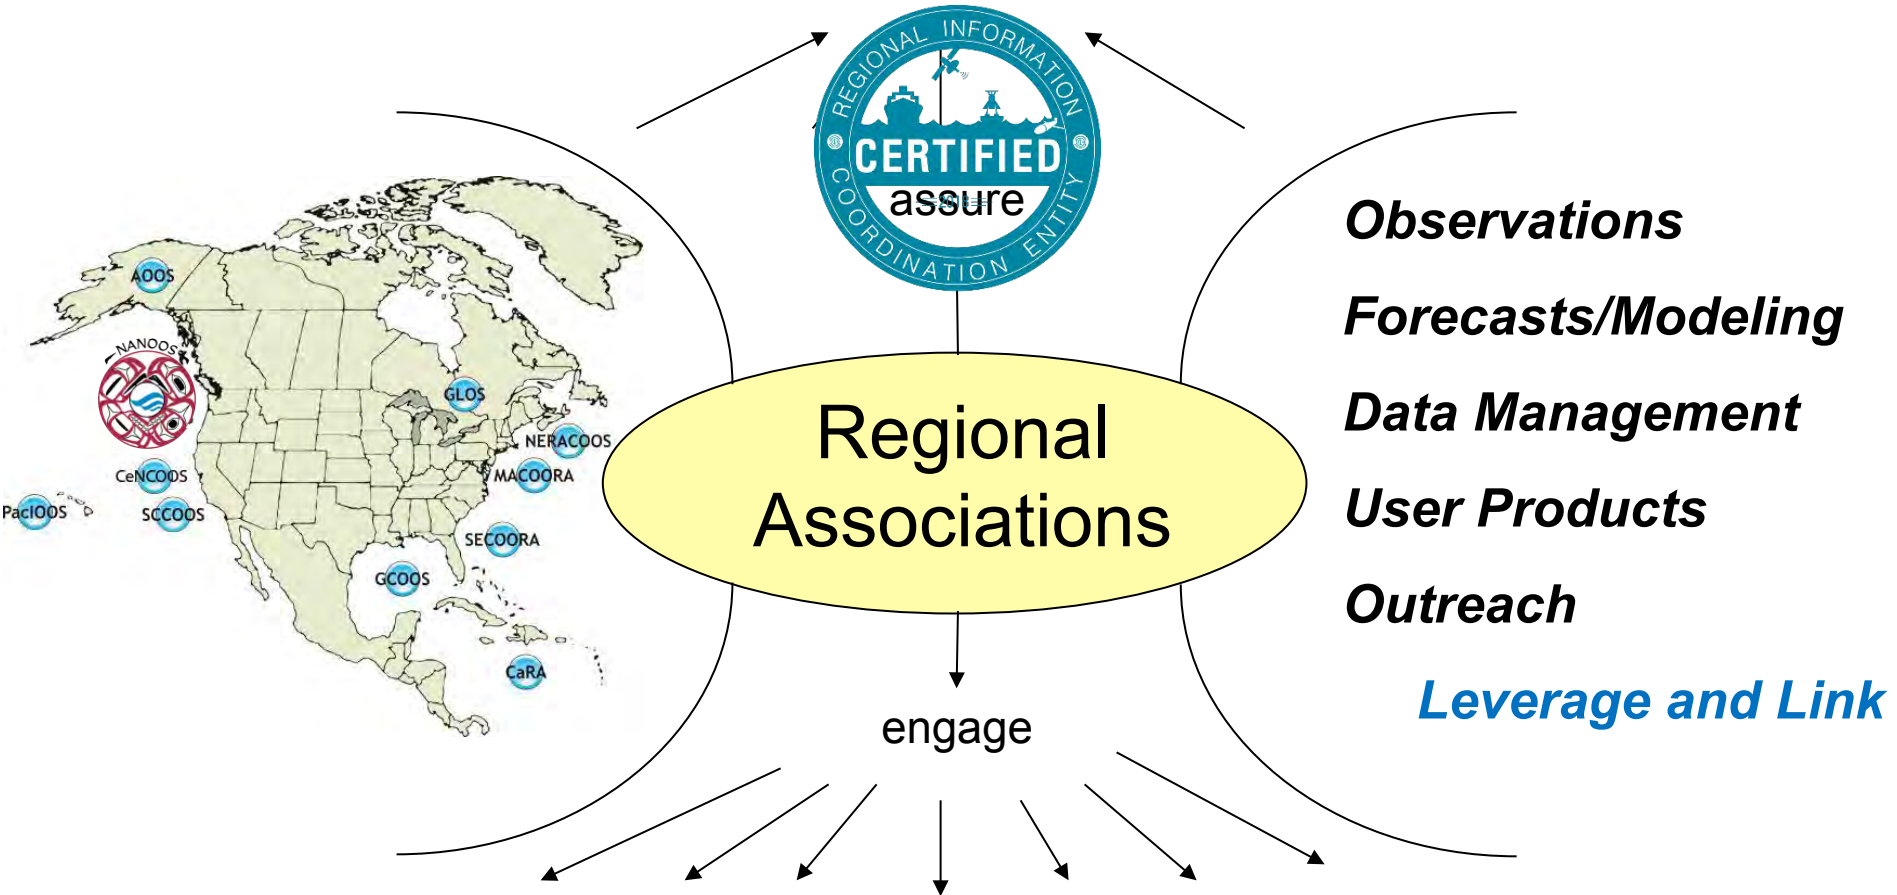 REGIONAL INFORMATION
COORDINATION ENTITY
CERTIFIED
assure
AOOS
NANOOS
GLOS
NERACOOS
CeNCOOS
MACOORA
PacIOOS
SCCOOS
SECOORA
GCOOS
CaRA
Regional
Associations
engage
Observations
Forecasts/Modeling
Data Management
User Products
Outreach
Leverage and Link